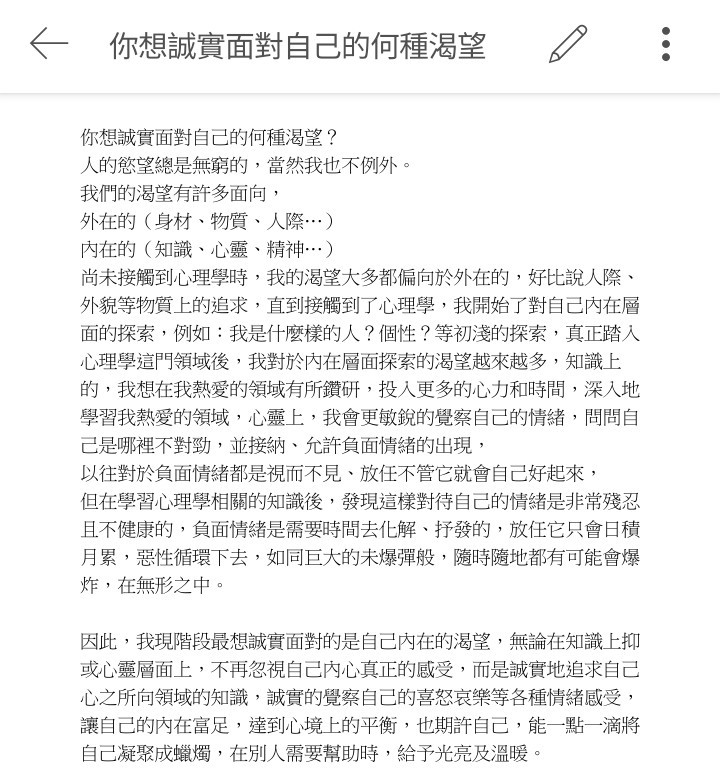 你想誠實面對自己的何種渴望
你想誠實面對自己的何種渴望？
人的慾望總是無窮的，當然我也不例外。
我們的渴望有許多面向，
外在的（身材、物質、人際…）
內在的（知識、心靈、精神…）
尚未接觸到心理學時，我的渴望大多都偏向於外在的，好比說人際、
外貌等物質上的追求，直到接觸到了心理學，我開始了對自己內在層
面的探索，例如：我是什麼樣的人？個性？等初淺的探索，真正踏入
心理學這門領域後，我對於內在層面探索的渴望越來越多，知識上
的，我想在我熱愛的領域有所鑽研，投入更多的心力和時間，深入地
學習我熱愛的領域，心靈上，我會更敏銳的覺察自己的情緒，問問自
己是哪裡不對勁，並接納、允許負面情緒的出現，
以往對於負面情緒都是視而不見、放任不管它就會自己好起來，
但在學習心理學相關的知識後，發現這樣對待自己的情緒是非常殘忍
且不健康的，負面情緒是需要時間去化解、抒發的，放任它只會日積
月累，惡性循環下去，如同巨大的未爆彈般，隨時隨地都有可能會爆
炸，在無形之中。
因此，我現階段最想誠實面對的是自己內在的渴望，無論在知識上抑
或心靈層面上，不再忽視自己內心真正的感受，而是誠實地追求自己
心之所向領域的知識，誠實的覺察自己的喜怒哀樂等各種情緒感受，
讓自己的內在富足，達到心境上的平衡，也期許自己，能一點一滴將
自己凝聚成蠟燭，在別人需要幫助時，給予光亮及溫暖。